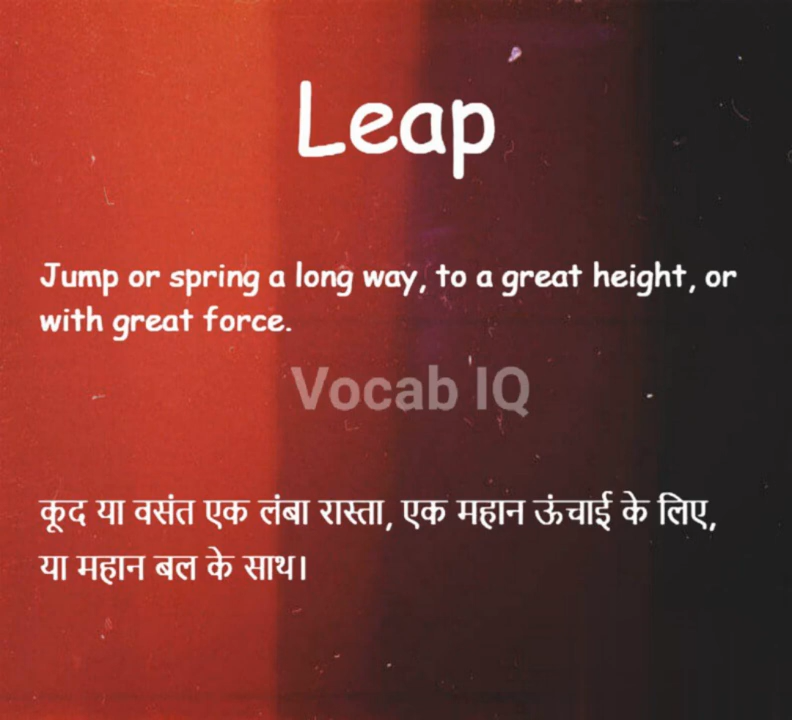 Leap
Jump or spring a long way, to a great height, or
with great force.
Vocab IQ
कूद या वसंत एक लंबा रास्ता, एक महान ऊंचाई के लिए,
या महान बल के साथ।